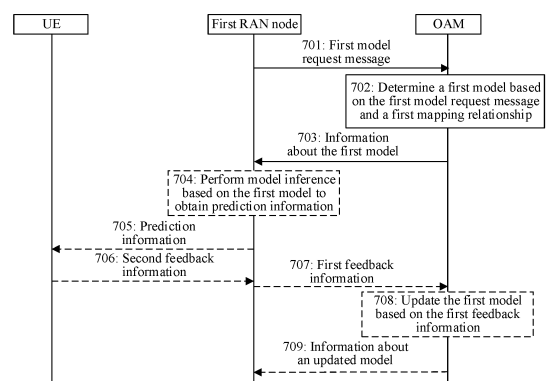 UE
First RAN node
OAM
701: First model
request message
702: Determine a first model based
on the first model request message
and a first mapping relationship
703: Information
about the first model
704: Perform model inference
based on the first model to
obtain prediction information
705: Prediction
information
706: Second feedback
information
707: First feedback
information
708: Update the first model
based on the first feedback
information
709: Information about
an updated model